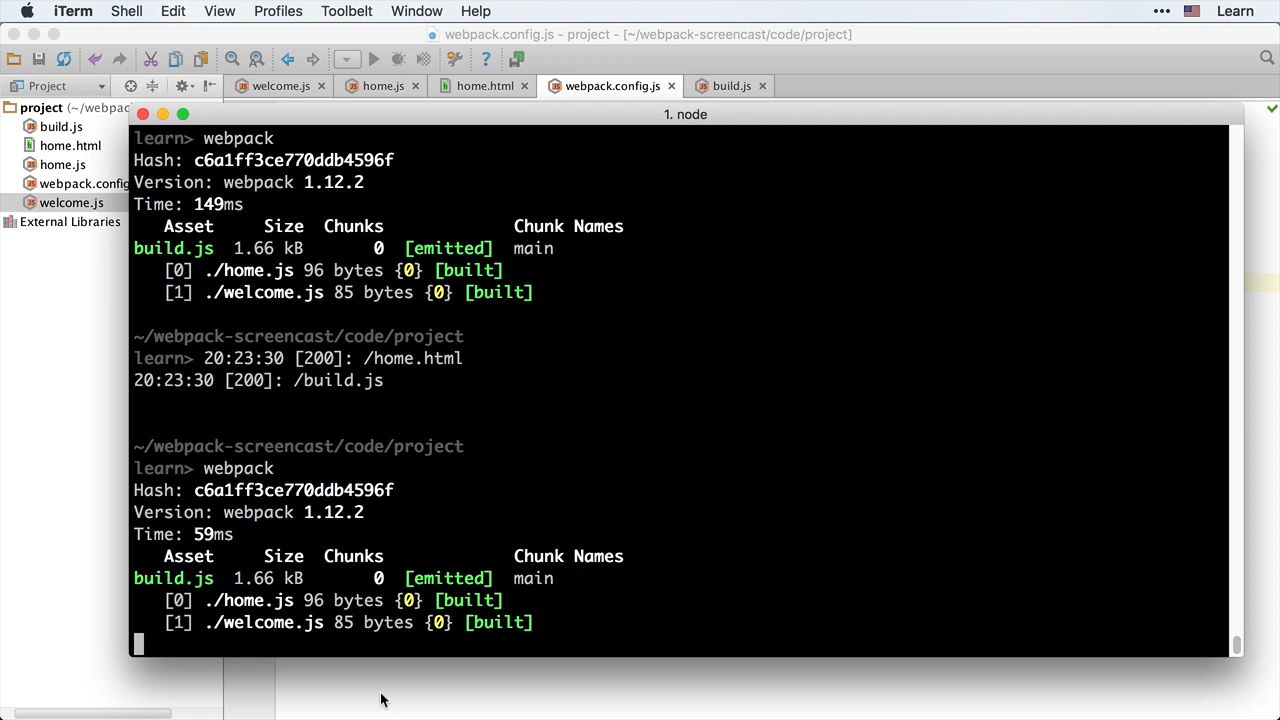 iTerm Shell Edit View Profiles Toolbelt Window Help ••• Learn
webpack.config.js - project - [~/webpack-screencast/code/project]
Project welcome.js home.js home.html webpack.config.js build.js
project (~/webpac
build.js
home.html
home.js
webpack.config
welcome.js
External Libraries
1. node
learn> webpack
Hash: c6a1ff3ce770ddb4596f
Version: webpack 1.12.2
Time: 149ms
Asset Size Chunks Chunk Names
build.js 1.66 kB 0 [emitted] main
[0] ./home.js 96 bytes {0} [built]
[1] ./welcome.js 85 bytes {0} [built]
~/webpack-screencast/code/project
learn> 20:23:30 [200]: /home.html
20:23:30 [200]: /build.js
~/webpack-screencast/code/project
learn> webpack
Hash: c6a1ff3ce770ddb4596f
Version: webpack 1.12.2
Time: 59ms
Asset Size Chunks Chunk Names
build.js 1.66 kB 0 [emitted] main
[0] ./home.js 96 bytes {0} [built]
[1] ./welcome.js 85 bytes {0} [built]